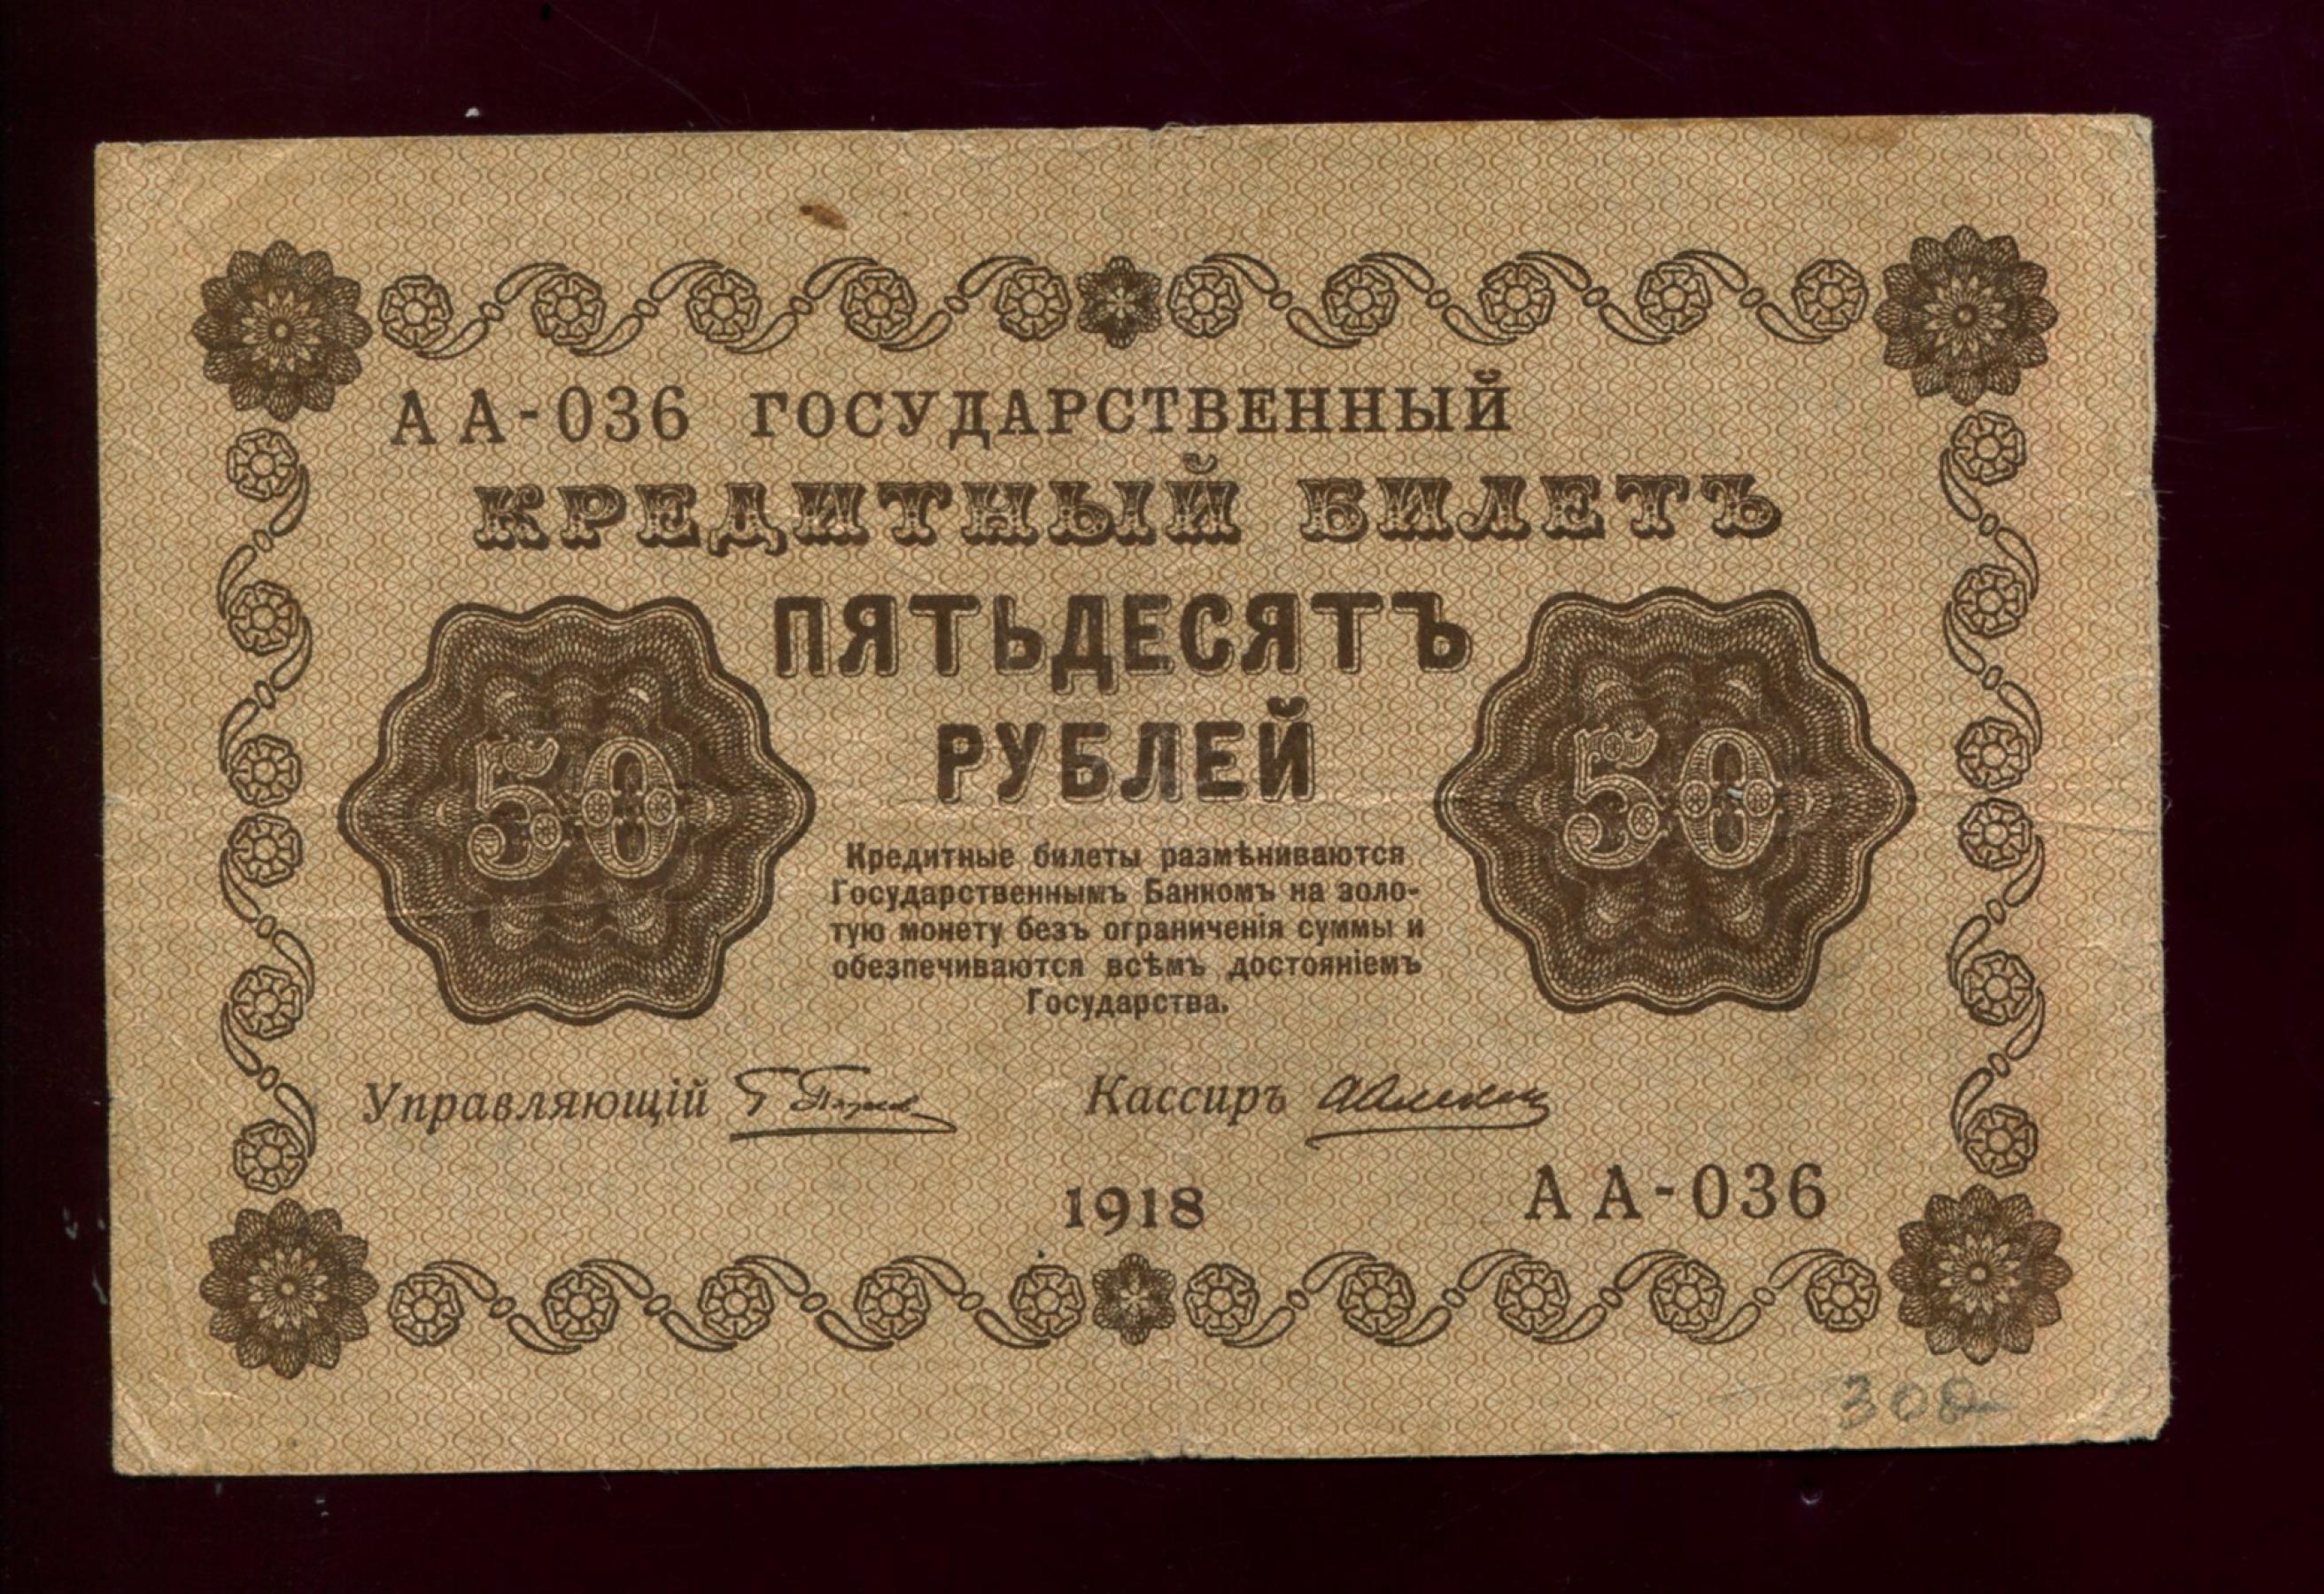 АА-036 ГОСУДАРСТВЕННЫЙ
КРЕДИТНЫЙ БИЛЕТЪ
ПЯТЬДЕСЯТЪ
РУБЛЕЙ
50
50
Кредитные билеты размѣниваются
Государственнымъ Банкомъ на золо-
тую монету безъ ограниченія суммы и
обезпечиваются всѣмъ достояніемъ
Государства.
Управляющій Кассиръ
1918
АА-036